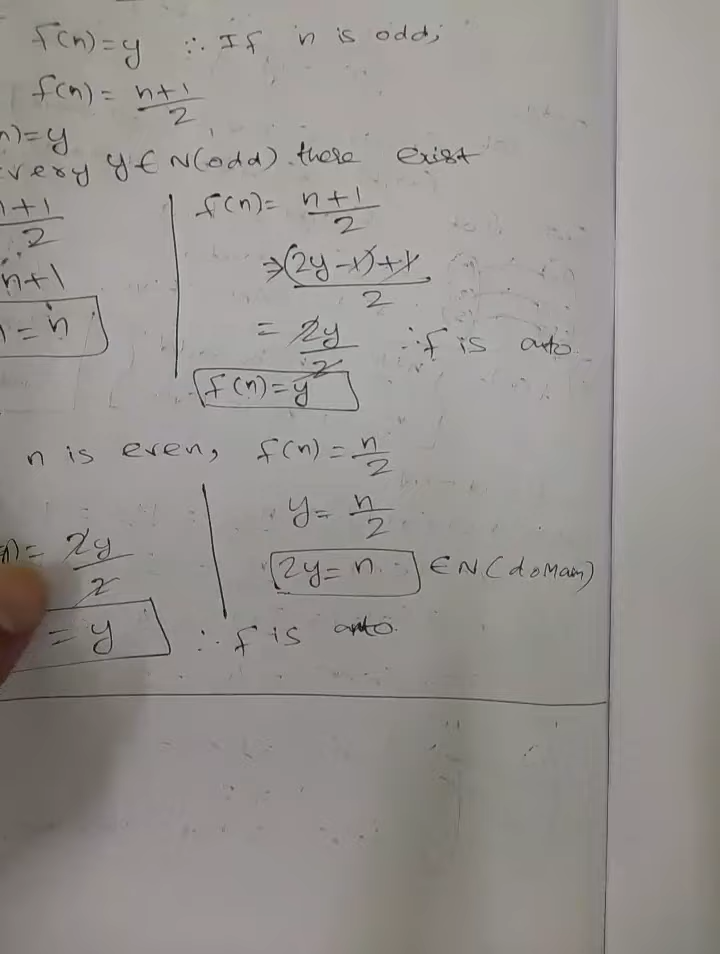 f(n)=y ∴ If n is odd;
f(n)= n+1/2
n)=y
very y∈N(odd) there exist
n+1/2
n+1
=n
f(n)= n+1/2
⇒(2y-1)+1/2
= 2y/2 ∴f is onto
f(n)=y
n is even, f(n)=n/2
n)= 2y/2
=y
y= n/2
2y=n ∈N(domain)
∴ f is onto.